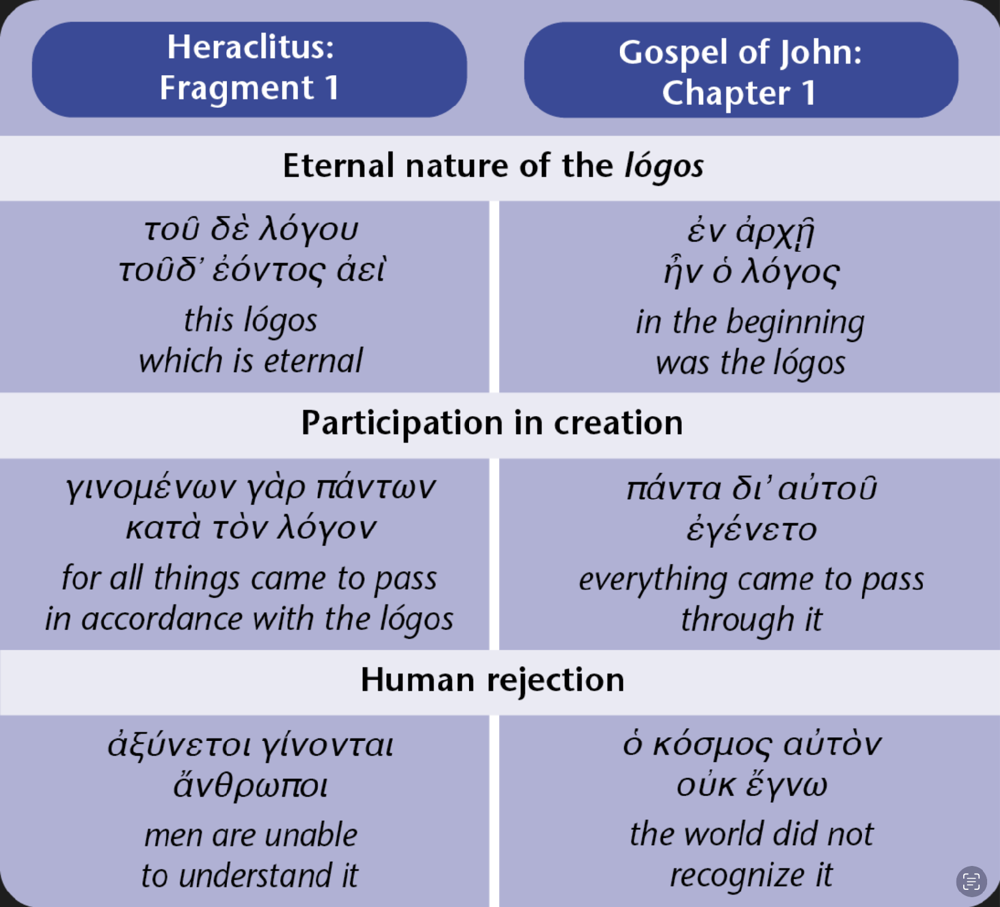 Heraclitus:
Fragment 1
Gospel of John:
Chapter 1
Eternal nature of the lógos
τοῦ δὲ λόγου
τοῦδ’ ἐόντος ἀεὶ
this lógos
which is eternal
ἐν ἀρχῇ
ἦν ὁ λόγος
in the beginning
was the lógos
Participation in creation
γινομένων γὰρ πάντων
κατὰ τὸν λόγον
for all things came to pass
in accordance with the lógos
πάντα δι’ αὐτοῦ
ἐγένετο
everything came to pass
through it
Human rejection
ἀξύνετοι γίνονται
ἄνθρωποι
men are unable
to understand it
ὁ κόσμος αὐτὸν
οὐκ ἔγνω
the world did not
recognize it